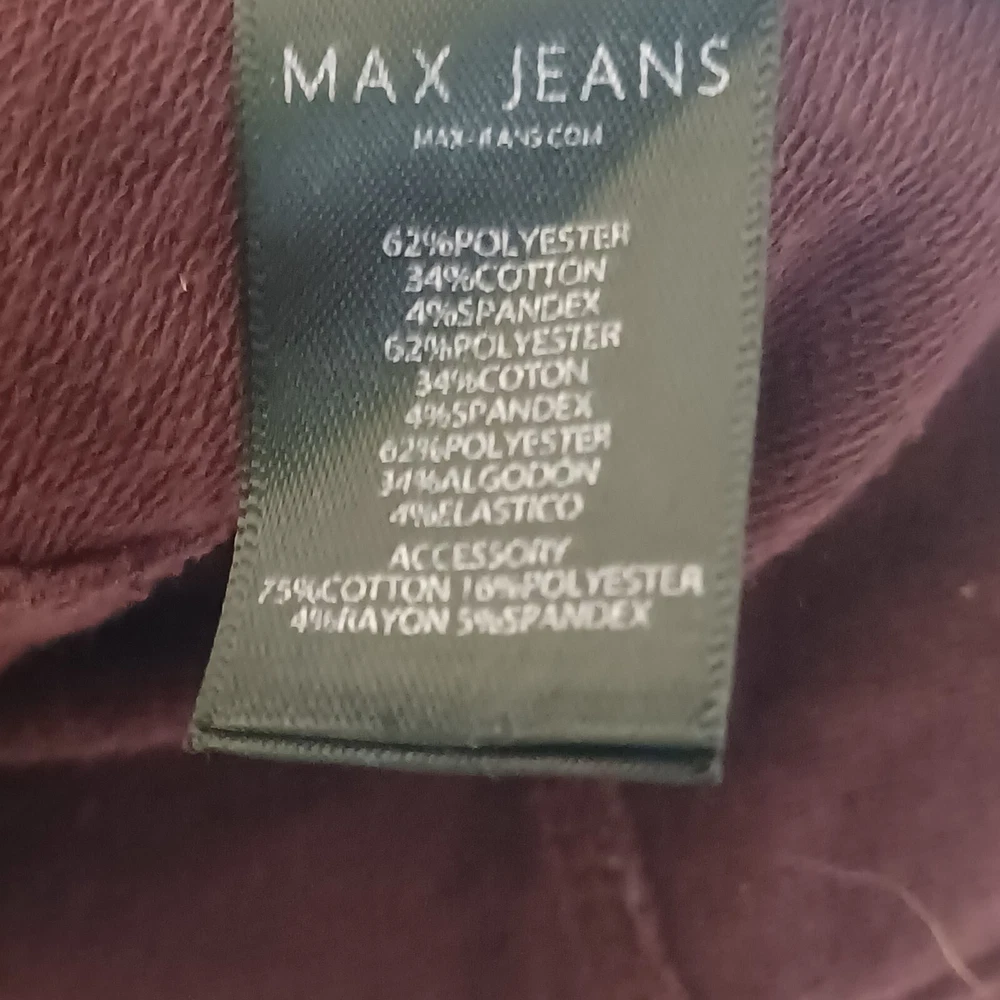 MAX JEANS
MAX-JEANS.COM
62%POLYESTER
34%COTTON
4%SPANDEX
62%POLYESTER
34%COTON
4%SPANDEX
62%POLYESTER
34%ALGODON
4%ELASTICO
ACCESSORY
75%COTTON 16%POLYESTER
4%RAYON 5%SPANDEX